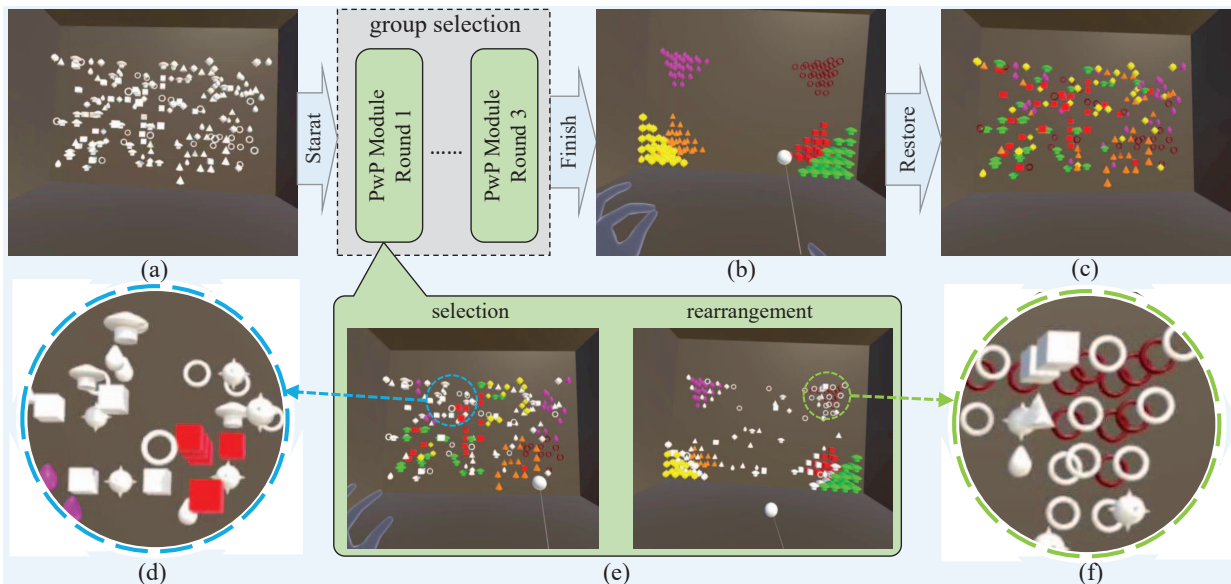 group selection
Starat
PwP Module
Round 1
......
PwP Module
Round 3
Finish
Restore
(a)
(b)
(c)
selection
rearrangement
(d)
(e)
(f)